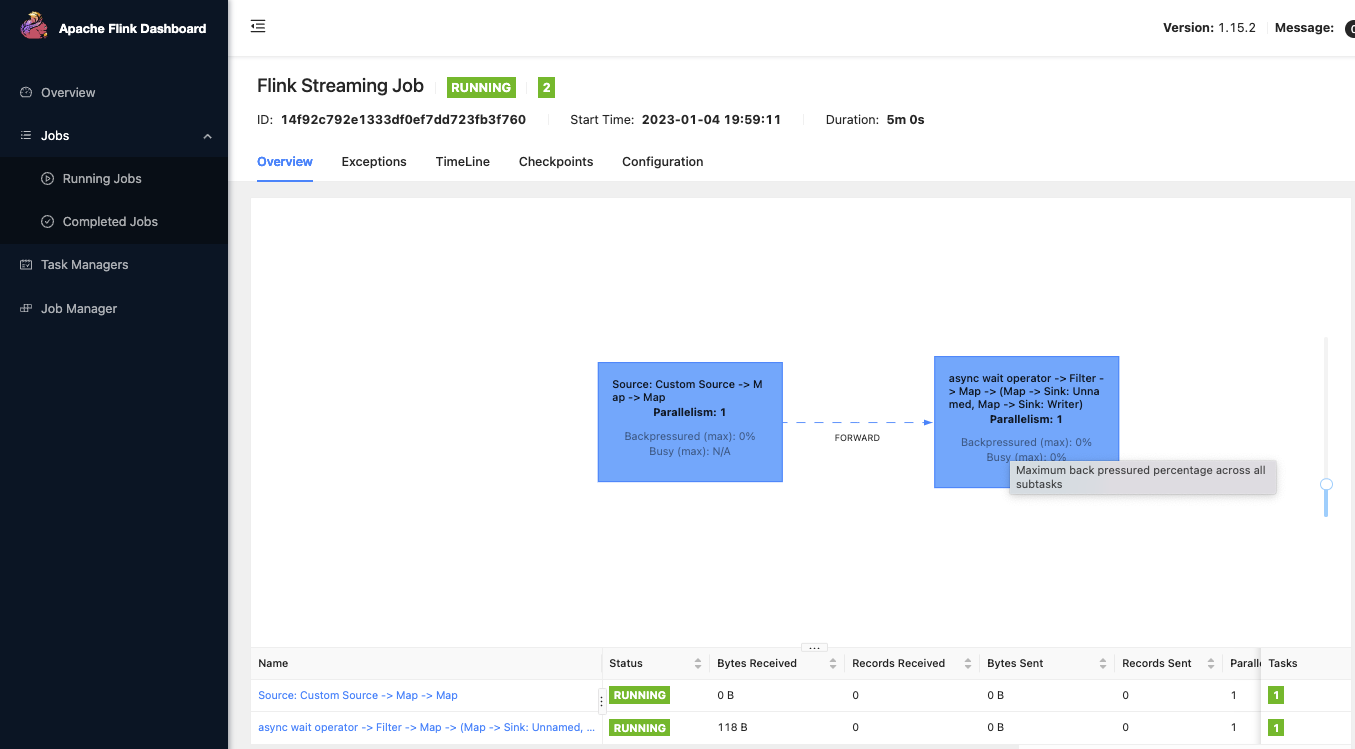 Apache Flink Dashboard
Version: 1.15.2
Message:
Overview
Jobs
Running Jobs
Completed Jobs
Task Managers
Job Manager
Flink Streaming Job
RUNNING
2
ID: 14f92c792e1333df0ef7dd723fb3f760
Start Time: 2023-01-04 19:59:11
Duration: 5m 0s
Overview
Exceptions
TimeLine
Checkpoints
Configuration
Source: Custom Source -> M
ap -> Map
Parallelism: 1
Backpressured (max): 0%
Busy (max): N/A
FORWARD
async wait operator -> Filter -
> Map -> (Map -> Sink: Unna
med, Map -> Sink: Writer)
Parallelism: 1
Backpressured (max): 0%
Busy (max): 0%
Maximum back pressured percentage across all
subtasks
Name Status Bytes Received Records Received Bytes Sent Records Sent Parall Tasks
Source: Custom Source -> Map -> Map RUNNING 0 B 0 0 B 0 1 1
async wait operator -> Filter -> Map -> (Map -> Sink: Unnamed, ... RUNNING 118 B 0 0 B 0 1 1